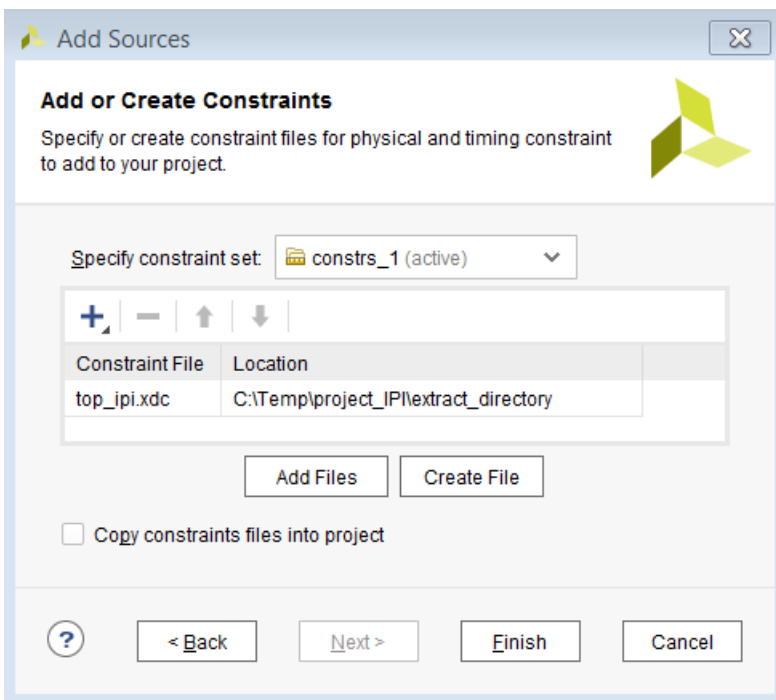 Add Sources
Add or Create Constraints
Specify or create constraint files for physical and timing constraint
to add to your project.
Specify constraint set: constrs_1 (active)
Constraint File Location
top_ipi.xdc C:\Temp\project_IPI\extract_directory
Add Files Create File
Copy constraints files into project
? < Back Next > Finish Cancel